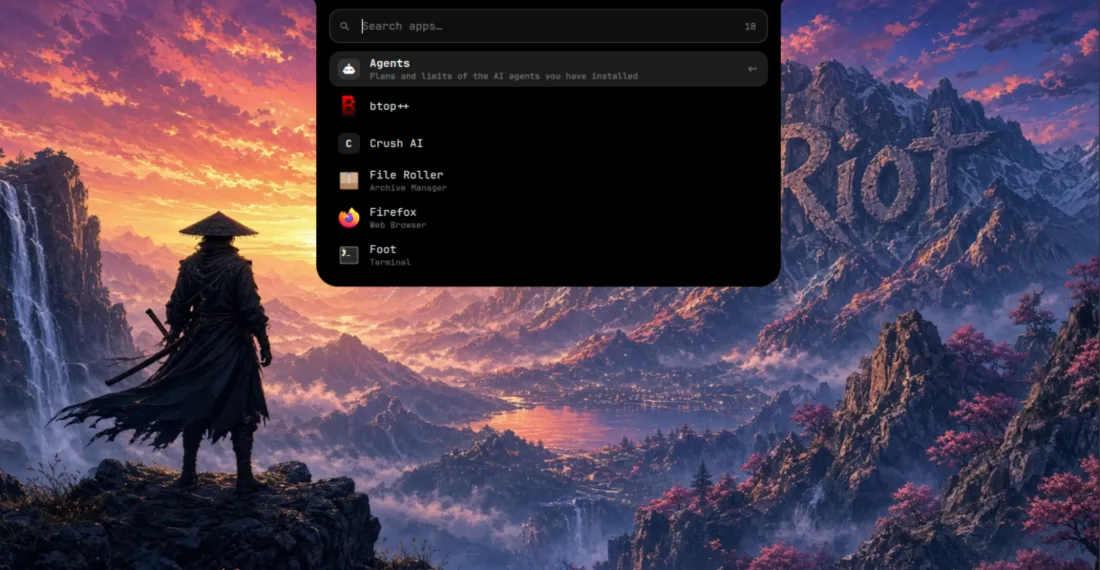 Search apps…
18
Agents
Plans and limits of the AI agents you have installed
btop++
C
Crush AI
File Roller
Archive Manager
Firefox
Web Browser
Foot
Terminal
Riot